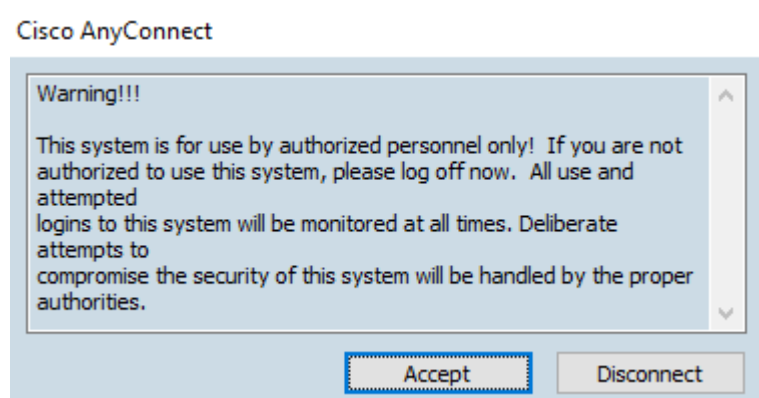 Cisco AnyConnect
Warning!!!
This system is for use by authorized personnel only!  If you are not
authorized to use this system, please log off now.  All use and
attempted
logins to this system will be monitored at all times. Deliberate
attempts to
compromise the security of this system will be handled by the proper
authorities.
Accept Disconnect